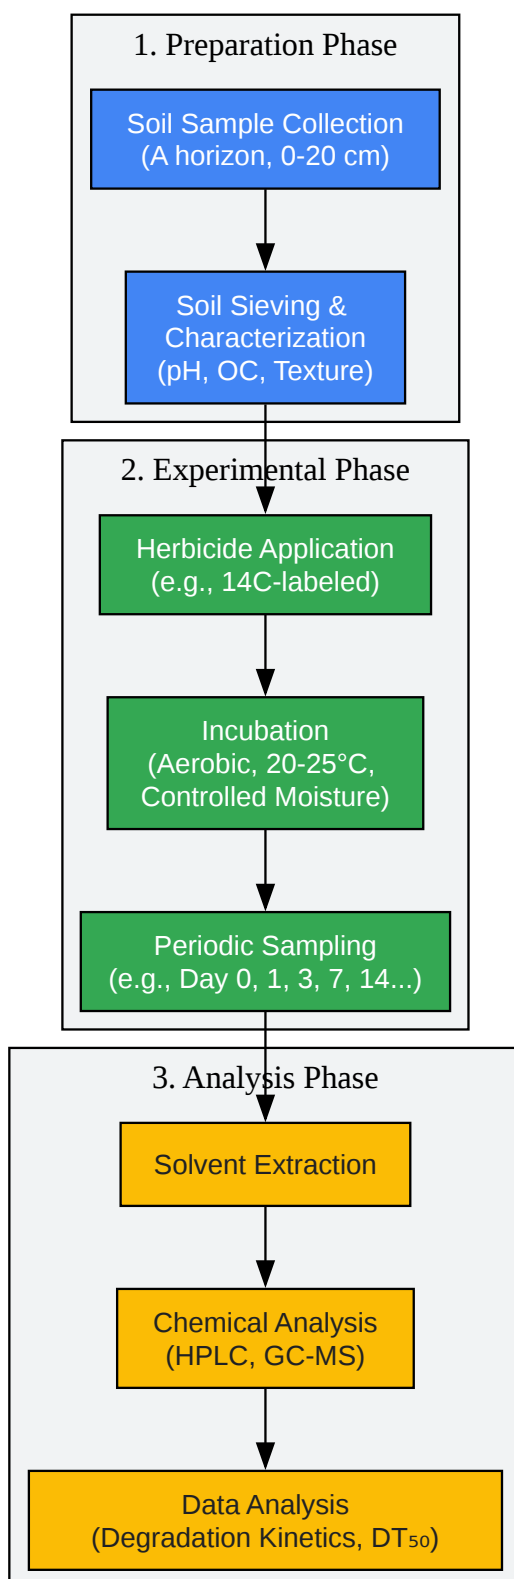 1. Preparation Phase
Soil Sample Collection
(A horizon, 0-20 cm)
Soil Sieving &
Characterization
(pH, OC, Texture)
2. Experimental Phase
Herbicide Application
(e.g., 14C-labeled)
Incubation
(Aerobic, 20-25°C,
Controlled Moisture)
Periodic Sampling
(e.g., Day 0, 1, 3, 7, 14...)
3. Analysis Phase
Solvent Extraction
Chemical Analysis
(HPLC, GC-MS)
Data Analysis
(Degradation Kinetics, DT₅₀)